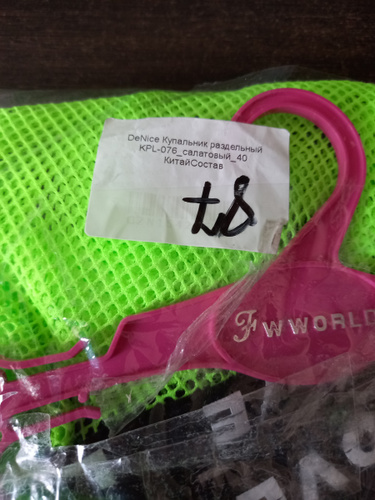 DeNice Купальник раздельный
KPL-076_салатовый_40
КитайСостав
FWWORLD